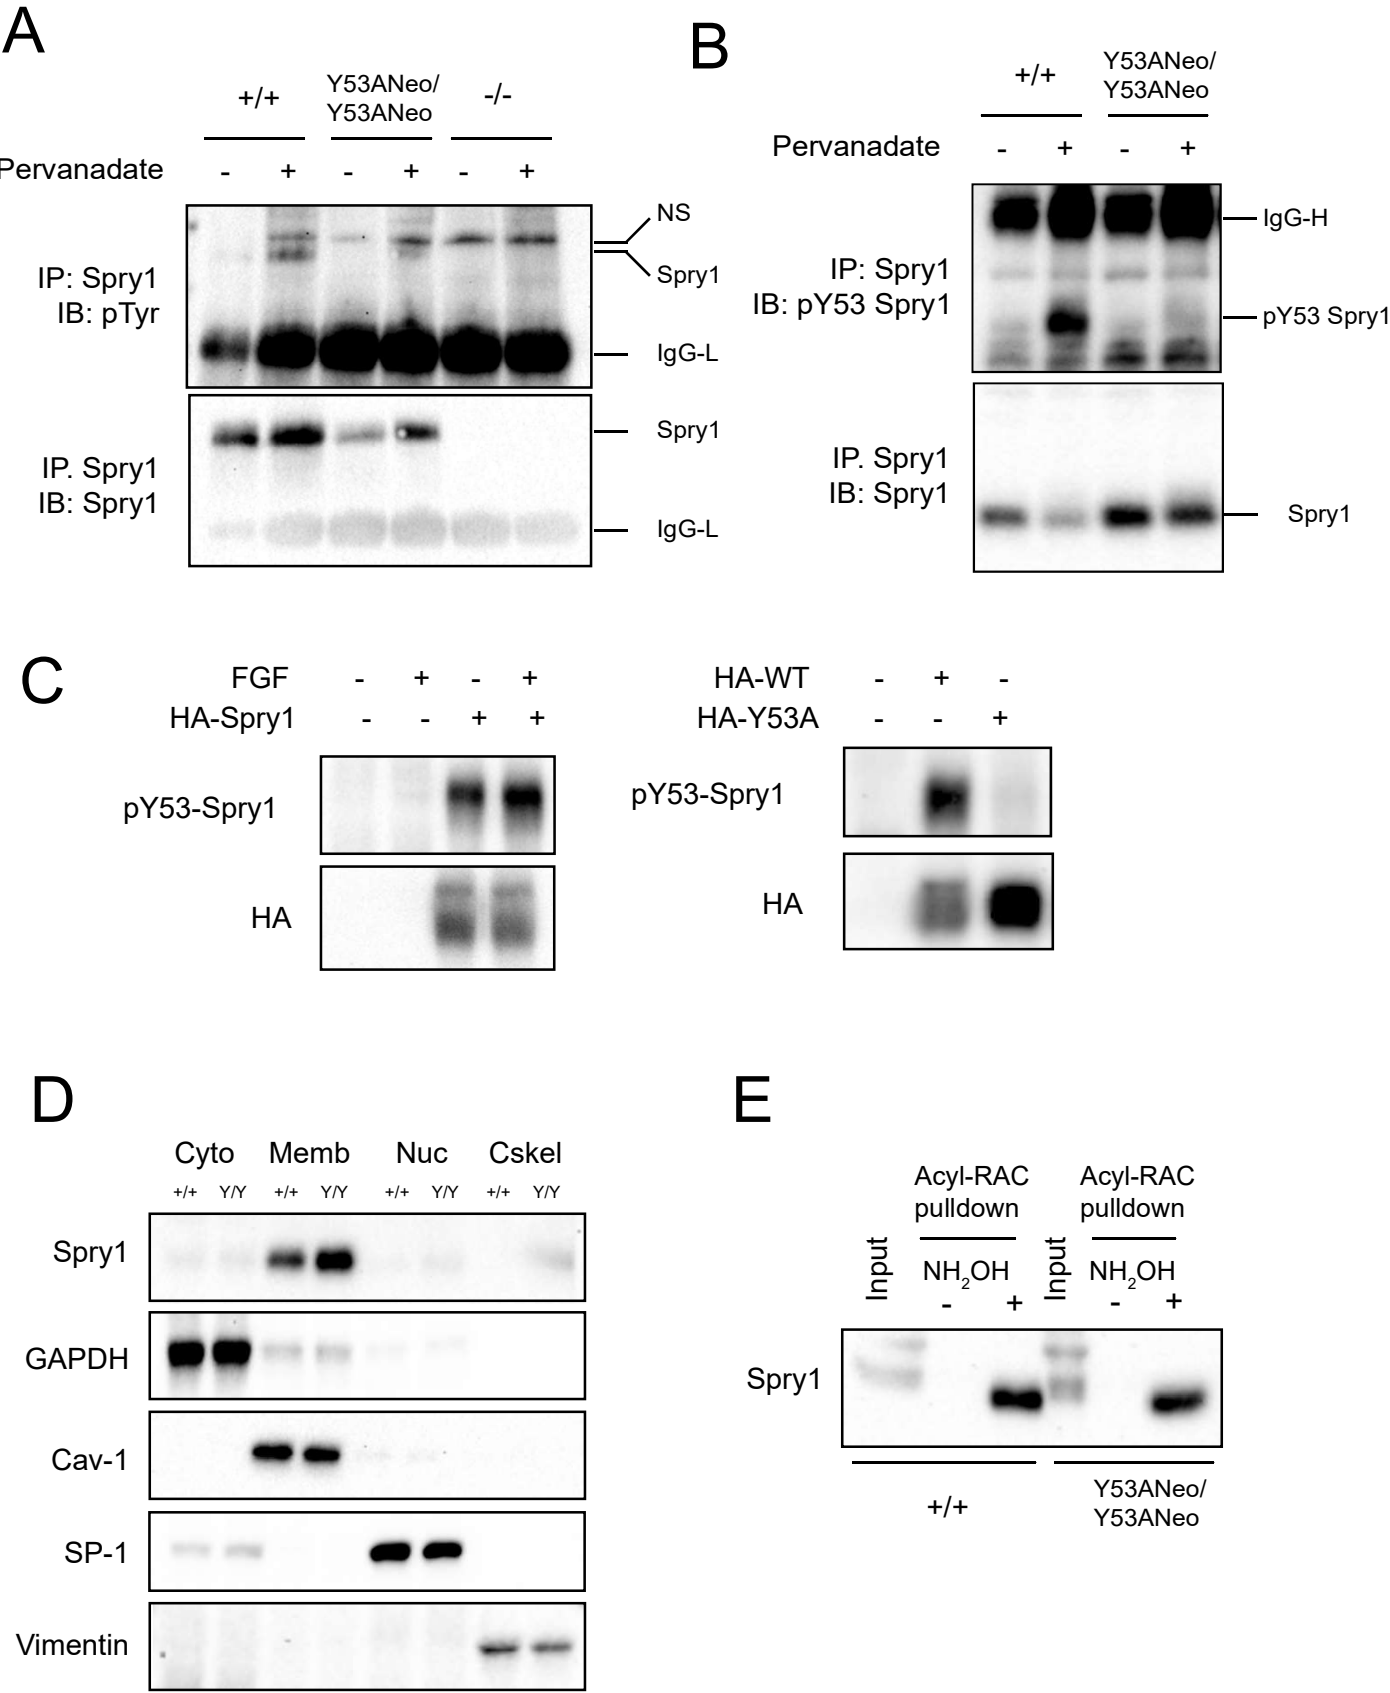 A
+/+
Y53ANeo/
Y53ANeo
-/-
Pervanadate
- + - + - +
NS
Spry1
IP: Spry1
IB: pTyr
IgG-L
Spry1
IP. Spry1
IB: Spry1
IgG-L
B
+/+
Y53ANeo/
Y53ANeo
Pervanadate
- + - +
IgG-H
IP: Spry1
IB: pY53 Spry1
pY53 Spry1
IP. Spry1
IB: Spry1
Spry1
C
FGF - + - +
HA-Spry1 - - + +
pY53-Spry1
HA
HA-WT - + -
HA-Y53A - - +
pY53-Spry1
HA
D
Cyto Memb Nuc Cskel
+/+ Y/Y +/+ Y/Y +/+ Y/Y +/+ Y/Y
Spry1
GAPDH
Cav-1
SP-1
Vimentin
E
Acyl-RAC
pulldown
Acyl-RAC
pulldown
Input
NH2OH
- +
Input
NH2OH
- +
Spry1
+/+
Y53ANeo/
Y53ANeo